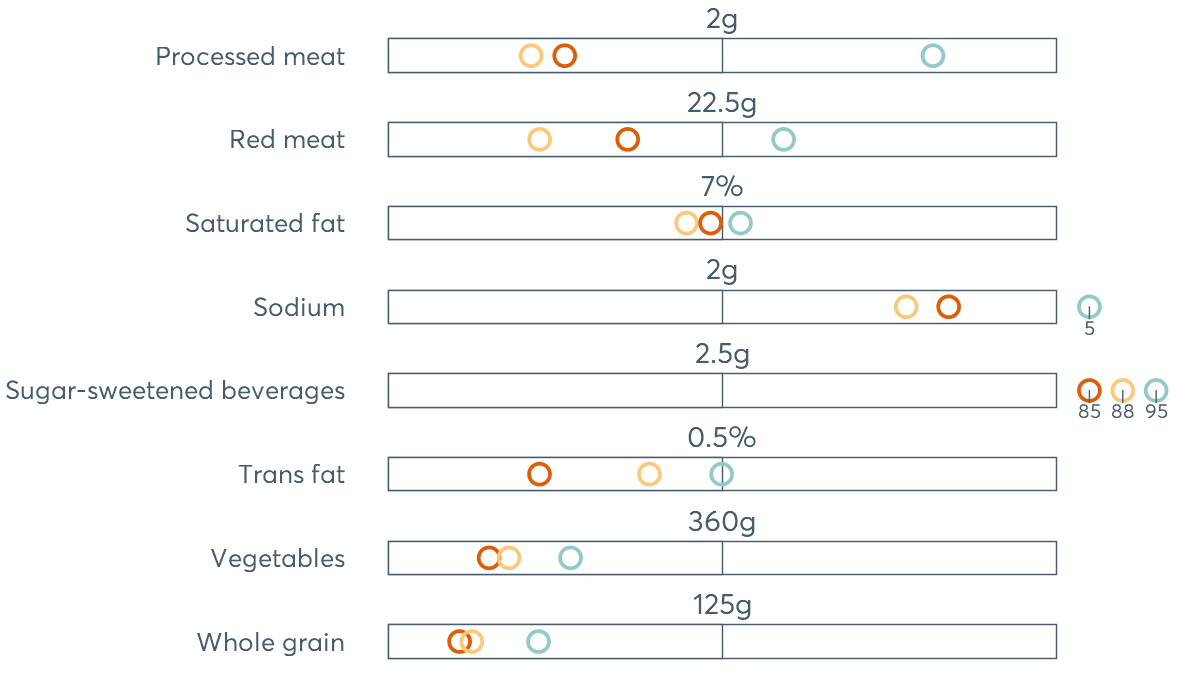 2g
Processed meat
22.5g
Red meat
7%
Saturated fat
2g
Sodium
5
2.5g
Sugar-sweetened beverages
85 88 95
0.5%
Trans fat
360g
Vegetables
125g
Whole grain